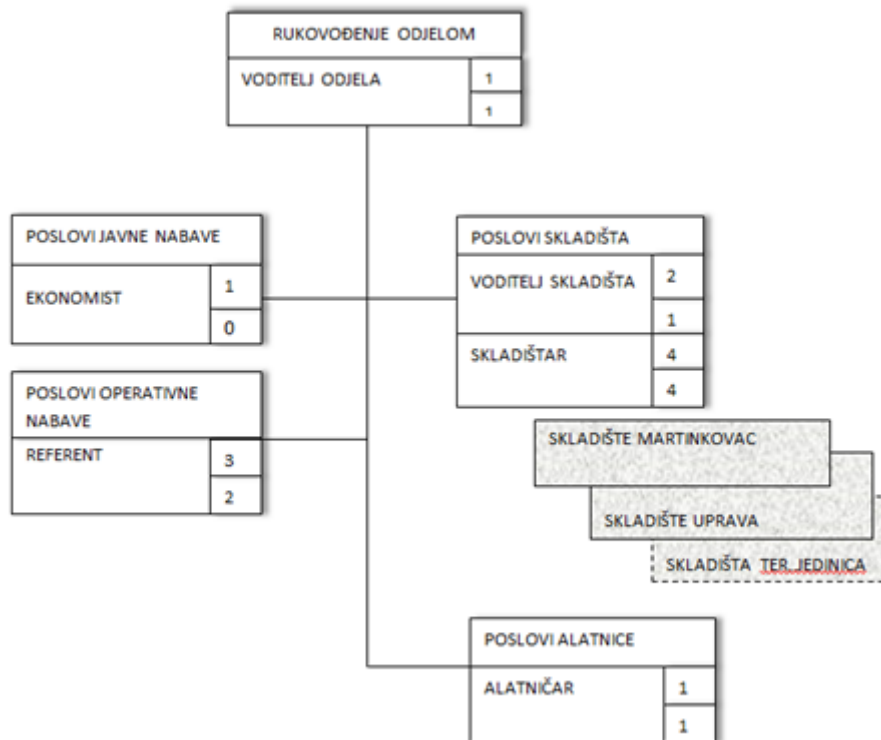 RUKOVOĐENJE ODJELOM
VODITELJ ODJELA 1
1
POSLOVI JAVNE NABAVE
EKONOMIST 1
0
POSLOVI OPERATIVNE
NABAVE
REFERENT 3
2
POSLOVI SKLADIŠTA
VODITELJ SKLADIŠTA 2
1
SKLADIŠTAR 4
4
SKLADIŠTE MARTINKOVAC
SKLADIŠTE UPRAVA
SKLADIŠTA TER. JEDINICA
POSLOVI ALATNICE
ALATNIČAR 1
1